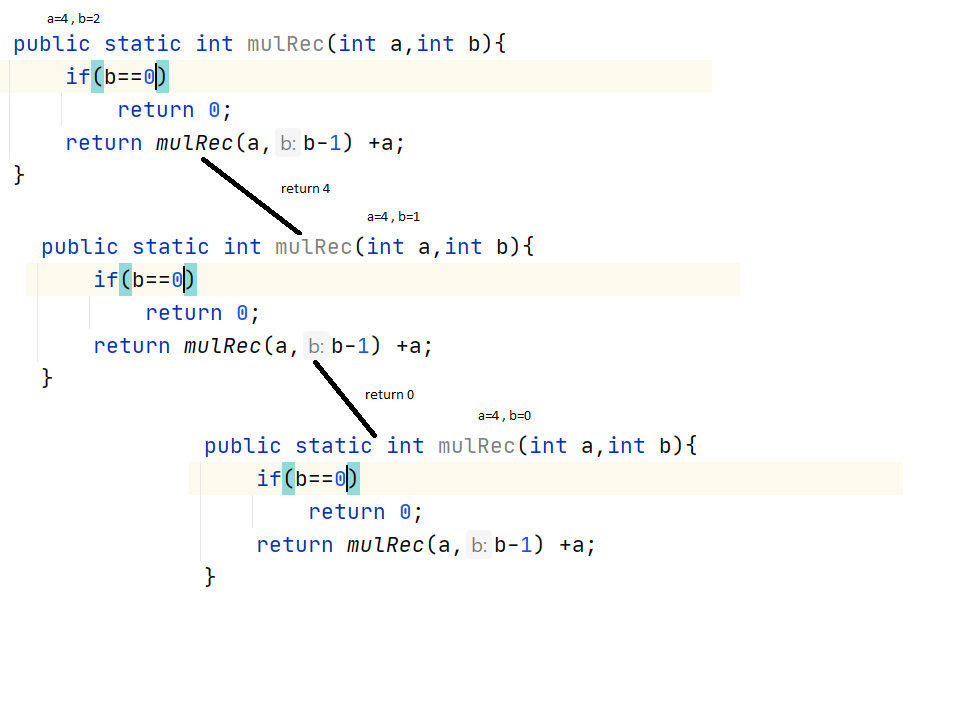 a=4 , b=2
public static int mulRec(int a,int b){
if(b==0)
return 0;
return mulRec(a, b: b-1) +a;
}
return 4
a=4 , b=1
public static int mulRec(int a,int b){
if(b==0)
return 0;
return mulRec(a, b: b-1) +a;
}
return 0
a=4 , b=0
public static int mulRec(int a,int b){
if(b==0)
return 0;
return mulRec(a, b: b-1) +a;
}